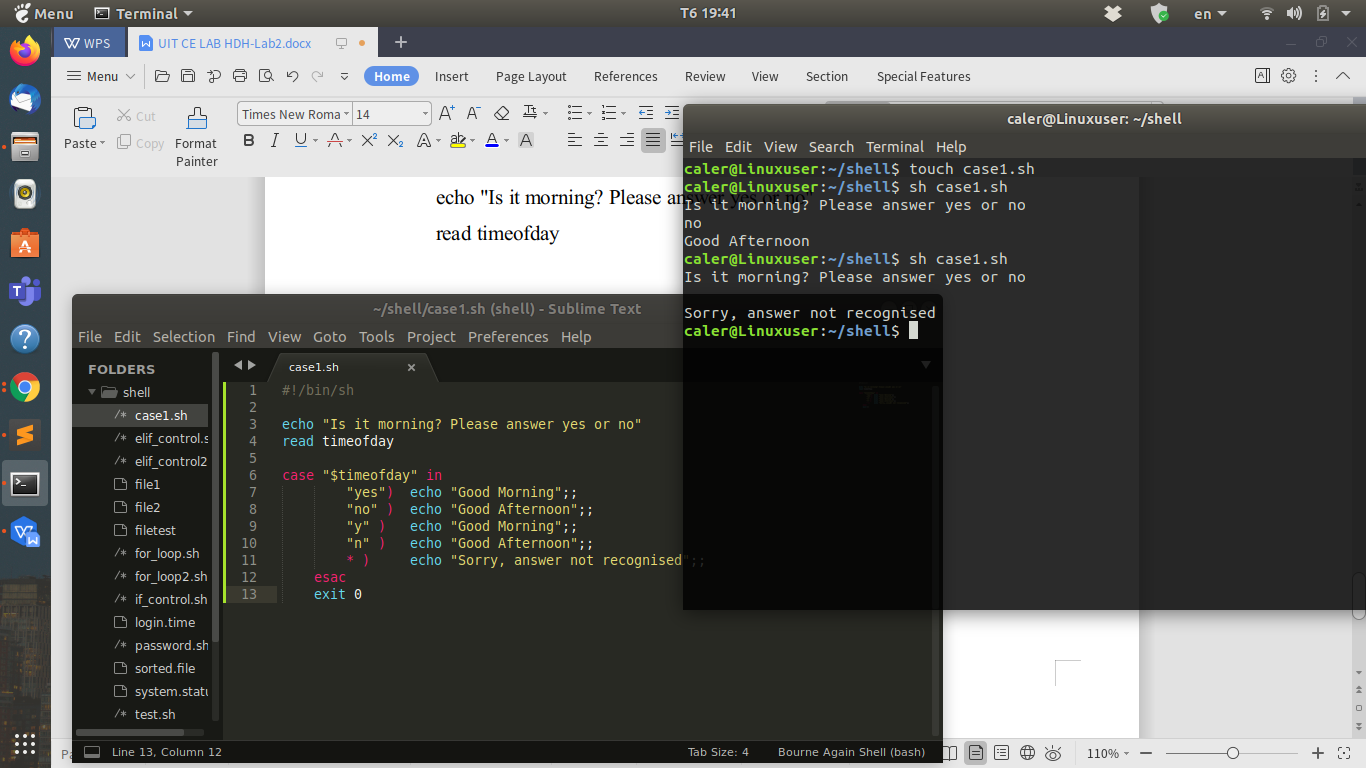 Menu Terminal T6 19:41 en
WPS UIT CE LAB HDH-Lab2.docx
Menu Home Insert Page Layout References Review View Section Special Features
Paste Cut Copy Format Painter Times New Roma 14
echo "Is it morning? Please answer yes or no"
read timeofday
caler@Linuxuser: ~/shell
File Edit View Search Terminal Help
caler@Linuxuser:~/shell$ touch case1.sh
caler@Linuxuser:~/shell$ sh case1.sh
Is it morning? Please answer yes or no
no
Good Afternoon
caler@Linuxuser:~/shell$ sh case1.sh
Is it morning? Please answer yes or no
Sorry, answer not recognised
caler@Linuxuser:~/shell$
~/shell/case1.sh (shell) - Sublime Text
File Edit Selection Find View Goto Tools Project Preferences Help
FOLDERS
shell
/* case1.sh
/* elif_control.s
/* elif_control2
file1
file2
filetest
/* for_loop.sh
/* for_loop2.sh
/* if_control.sh
login.time
/* password.sh
sorted.file
system.statu
/* test.sh
case1.sh
1 #!/bin/sh
2
3 echo "Is it morning? Please answer yes or no"
4 read timeofday
5
6 case "$timeofday" in
7 "yes") echo "Good Morning";;
8 "no" ) echo "Good Afternoon";;
9 "y" ) echo "Good Morning";;
10 "n" ) echo "Good Afternoon";;
11 * ) echo "Sorry, answer not recognised";;
12 esac
13 exit 0
Line 13, Column 12 Tab Size: 4 Bourne Again Shell (bash)
110%